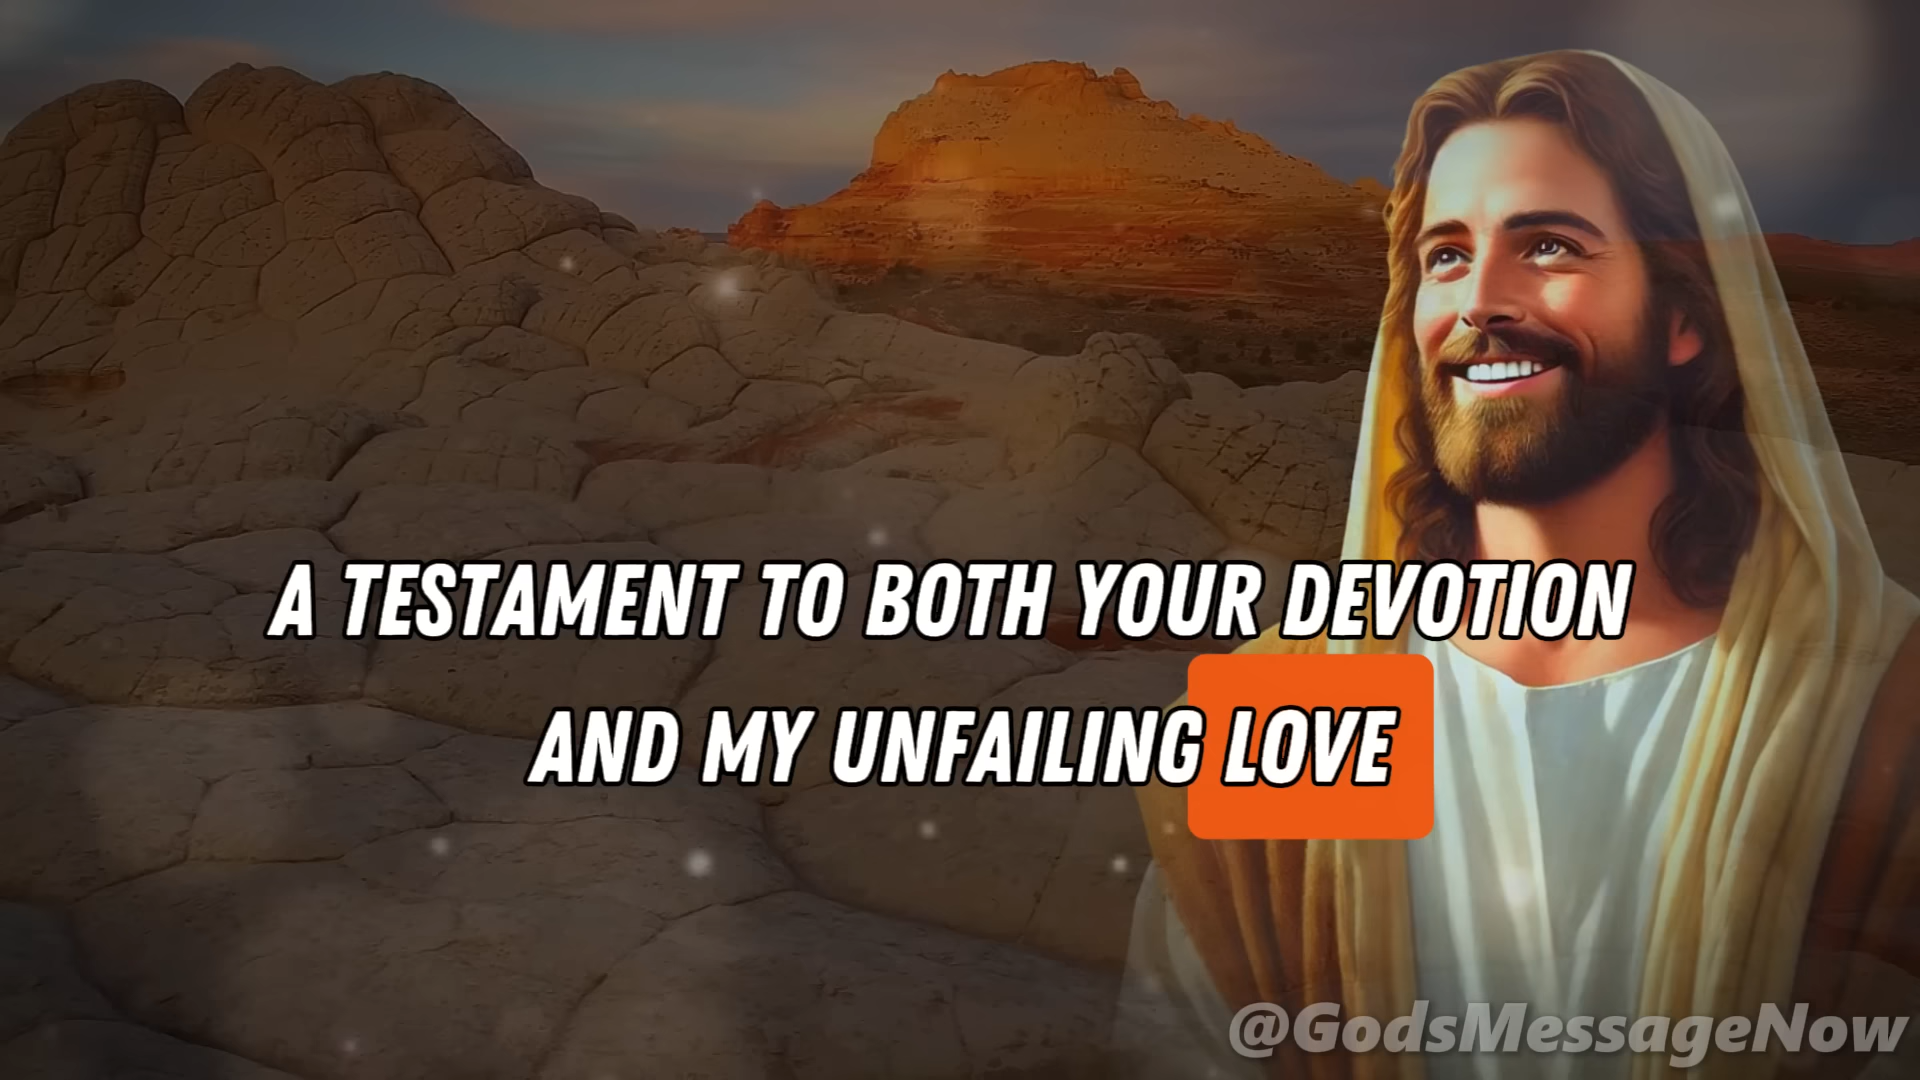 A TESTAMENT TO BOTH YOUR DEVOTION
AND MY UNFAILING LOVE
@GodsMessageNow